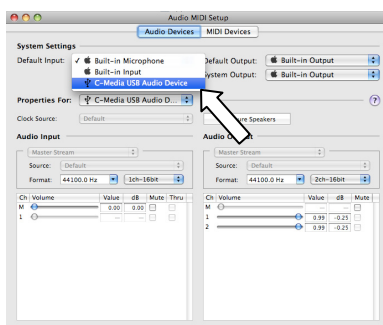 Audio MIDI Setup
Audio Devices MIDI Devices
System Settings
Default Input: ✓ Built-in Microphone
Built-in Input
C-Media USB Audio Device
Default Output: Built-in Output
System Output: Built-in Output
Properties For: C-Media USB Audio D... ?
Clock Source: Default
ure Speakers
Audio Input
Master Stream
Source: Default
Format: 44100.0 Hz 1ch-16bit
Ch Volume Value dB Mute Thru
M 0.00 0.00
1 -- --
Audio Output
Master Stream
Source: Default
Format: 44100.0 Hz 2ch-16bit
Ch Volume Value dB Mute
M -- --
1 0.99 -0.25
2 0.99 -0.25